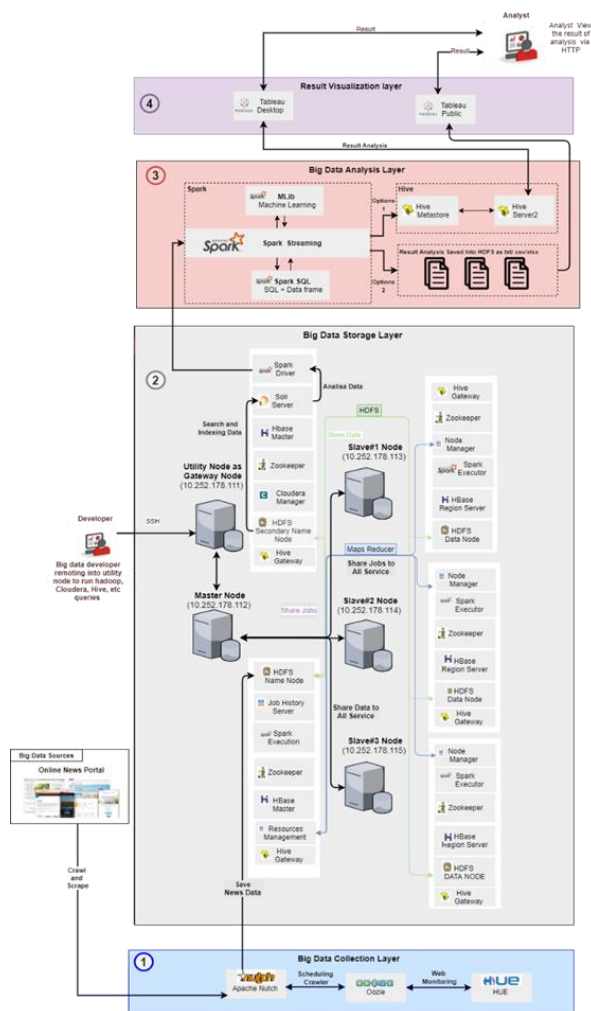 Analyst
Analyst View
the result of
analysis via
HTTP
Result
Result
4
Result Visualization layer
Tableau
Desktop
Tableau
Public
Result Analysis
3
Big Data Analysis Layer
Spark
Spark MLib
Machine Learning
Spark
Spark Streaming
Spark Spark SQL
SQL + Data frame
Options
1
Options
2
Hive
Hive
Metastore
Hive
Server2
Result Analysis Saved Into HDFS as txt/ csv/xlsx
Big Data Storage Layer
2
Spark
Driver
Analisa Data
Solr
Server
Search and
Indexing Data
Hbase
Master
Zookeeper
Cloudera
Manager
HDFS
Secondary Name
Node
Hive
Gateway
Utility Node as
Gateway Node
(10.252.178.111)
Developer
SSH
Big data developer
remoting into utility
node to run hadoop,
Cloudera, Hive, etc
queries
Master Node
(10.252.178.112)
HDFS
Share Data
Slave#1 Node
(10.252.178.113)
Maps Reducer
Share Jobs to
All Service
Share Jobs
Slave#2 Node
(10.252.178.114)
Share Data to
All Service
Slave#3 Node
(10.252.178.115)
Hive
Gateway
Zookeeper
Node
Manager
Spark
Executor
HBase
Region Server
HDFS
Data Node
Node
Manager
Spark
Executor
Zookeeper
HBase
Region Server
HDFS
Data Node
Hive
Gateway
Node
Manager
Spark
Executor
Zookeeper
HBase
Region Server
HDFS
DATA NODE
Hive
Gateway
HDFS
Name Node
Job History
Server
Spark
Execution
Zookeeper
HBase
Master
Resources
Management
Hive
Gateway
Big Data Sources
Online News Portal
Crawl
and
Scrape
Save
News Data
1
Big Data Collection Layer
nutch
Apache Nutch
Scheduling
Crawler
Oozie
Web
Monitoring
HUE
HUE